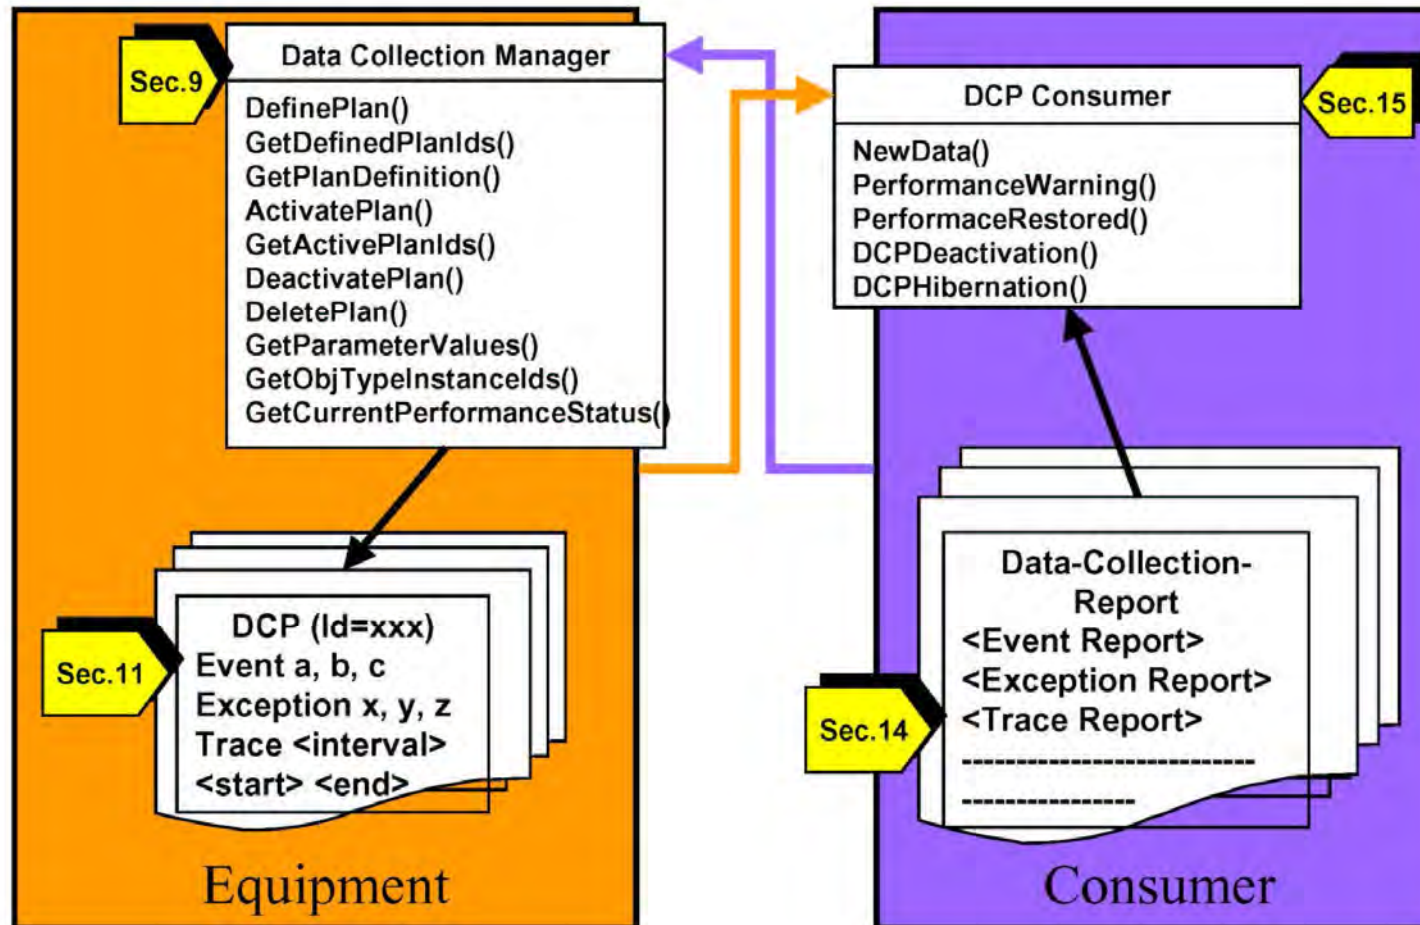 Sec.9
Data Collection Manager
DefinePlan()
GetDefinedPlanIds()
GetPlanDefinition()
ActivatePlan()
GetActivePlanIds()
DeactivatePlan()
DeletePlan()
GetParameterValues()
GetObjTypeInstanceIds()
GetCurrentPerformanceStatus()
Sec.11
DCP (Id=xxx)
Event a, b, c
Exception x, y, z
Trace <interval>
<start> <end>
Equipment
DCP Consumer
Sec.15
NewData()
PerformanceWarning()
PerformaceRestored()
DCPDeactivation()
DCPHibernation()
Sec.14
Data-Collection-
Report
<Event Report>
<Exception Report>
<Trace Report>
---------------------------
----------------
Consumer